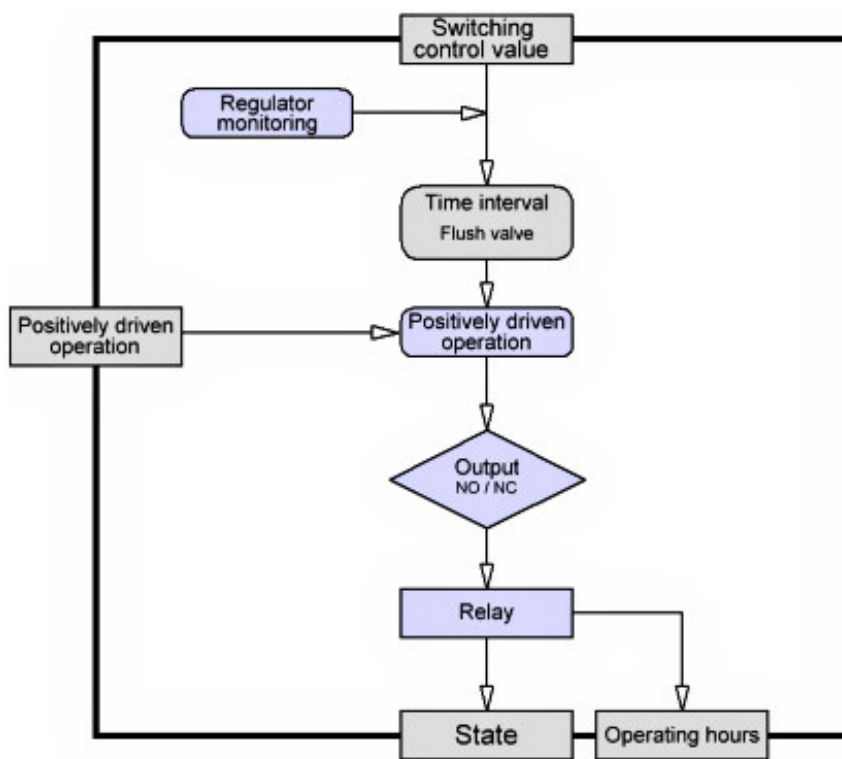 Switching
control value
Regulator
monitoring
Time interval
Flush valve
Positively driven
operation
Positively driven
operation
Output
NO / NC
Relay
State
Operating hours